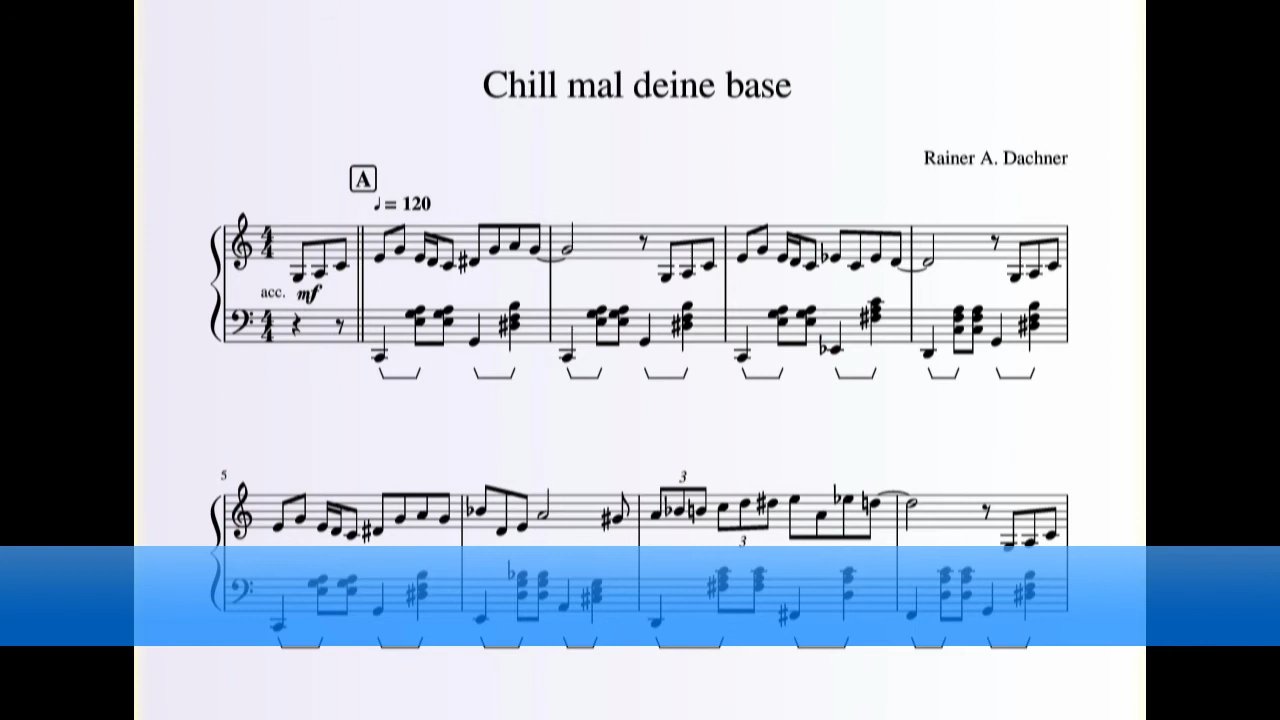 Chill mal deine base
Rainer A. Dachner
A
♩ = 120
acc. mf
5
3
3